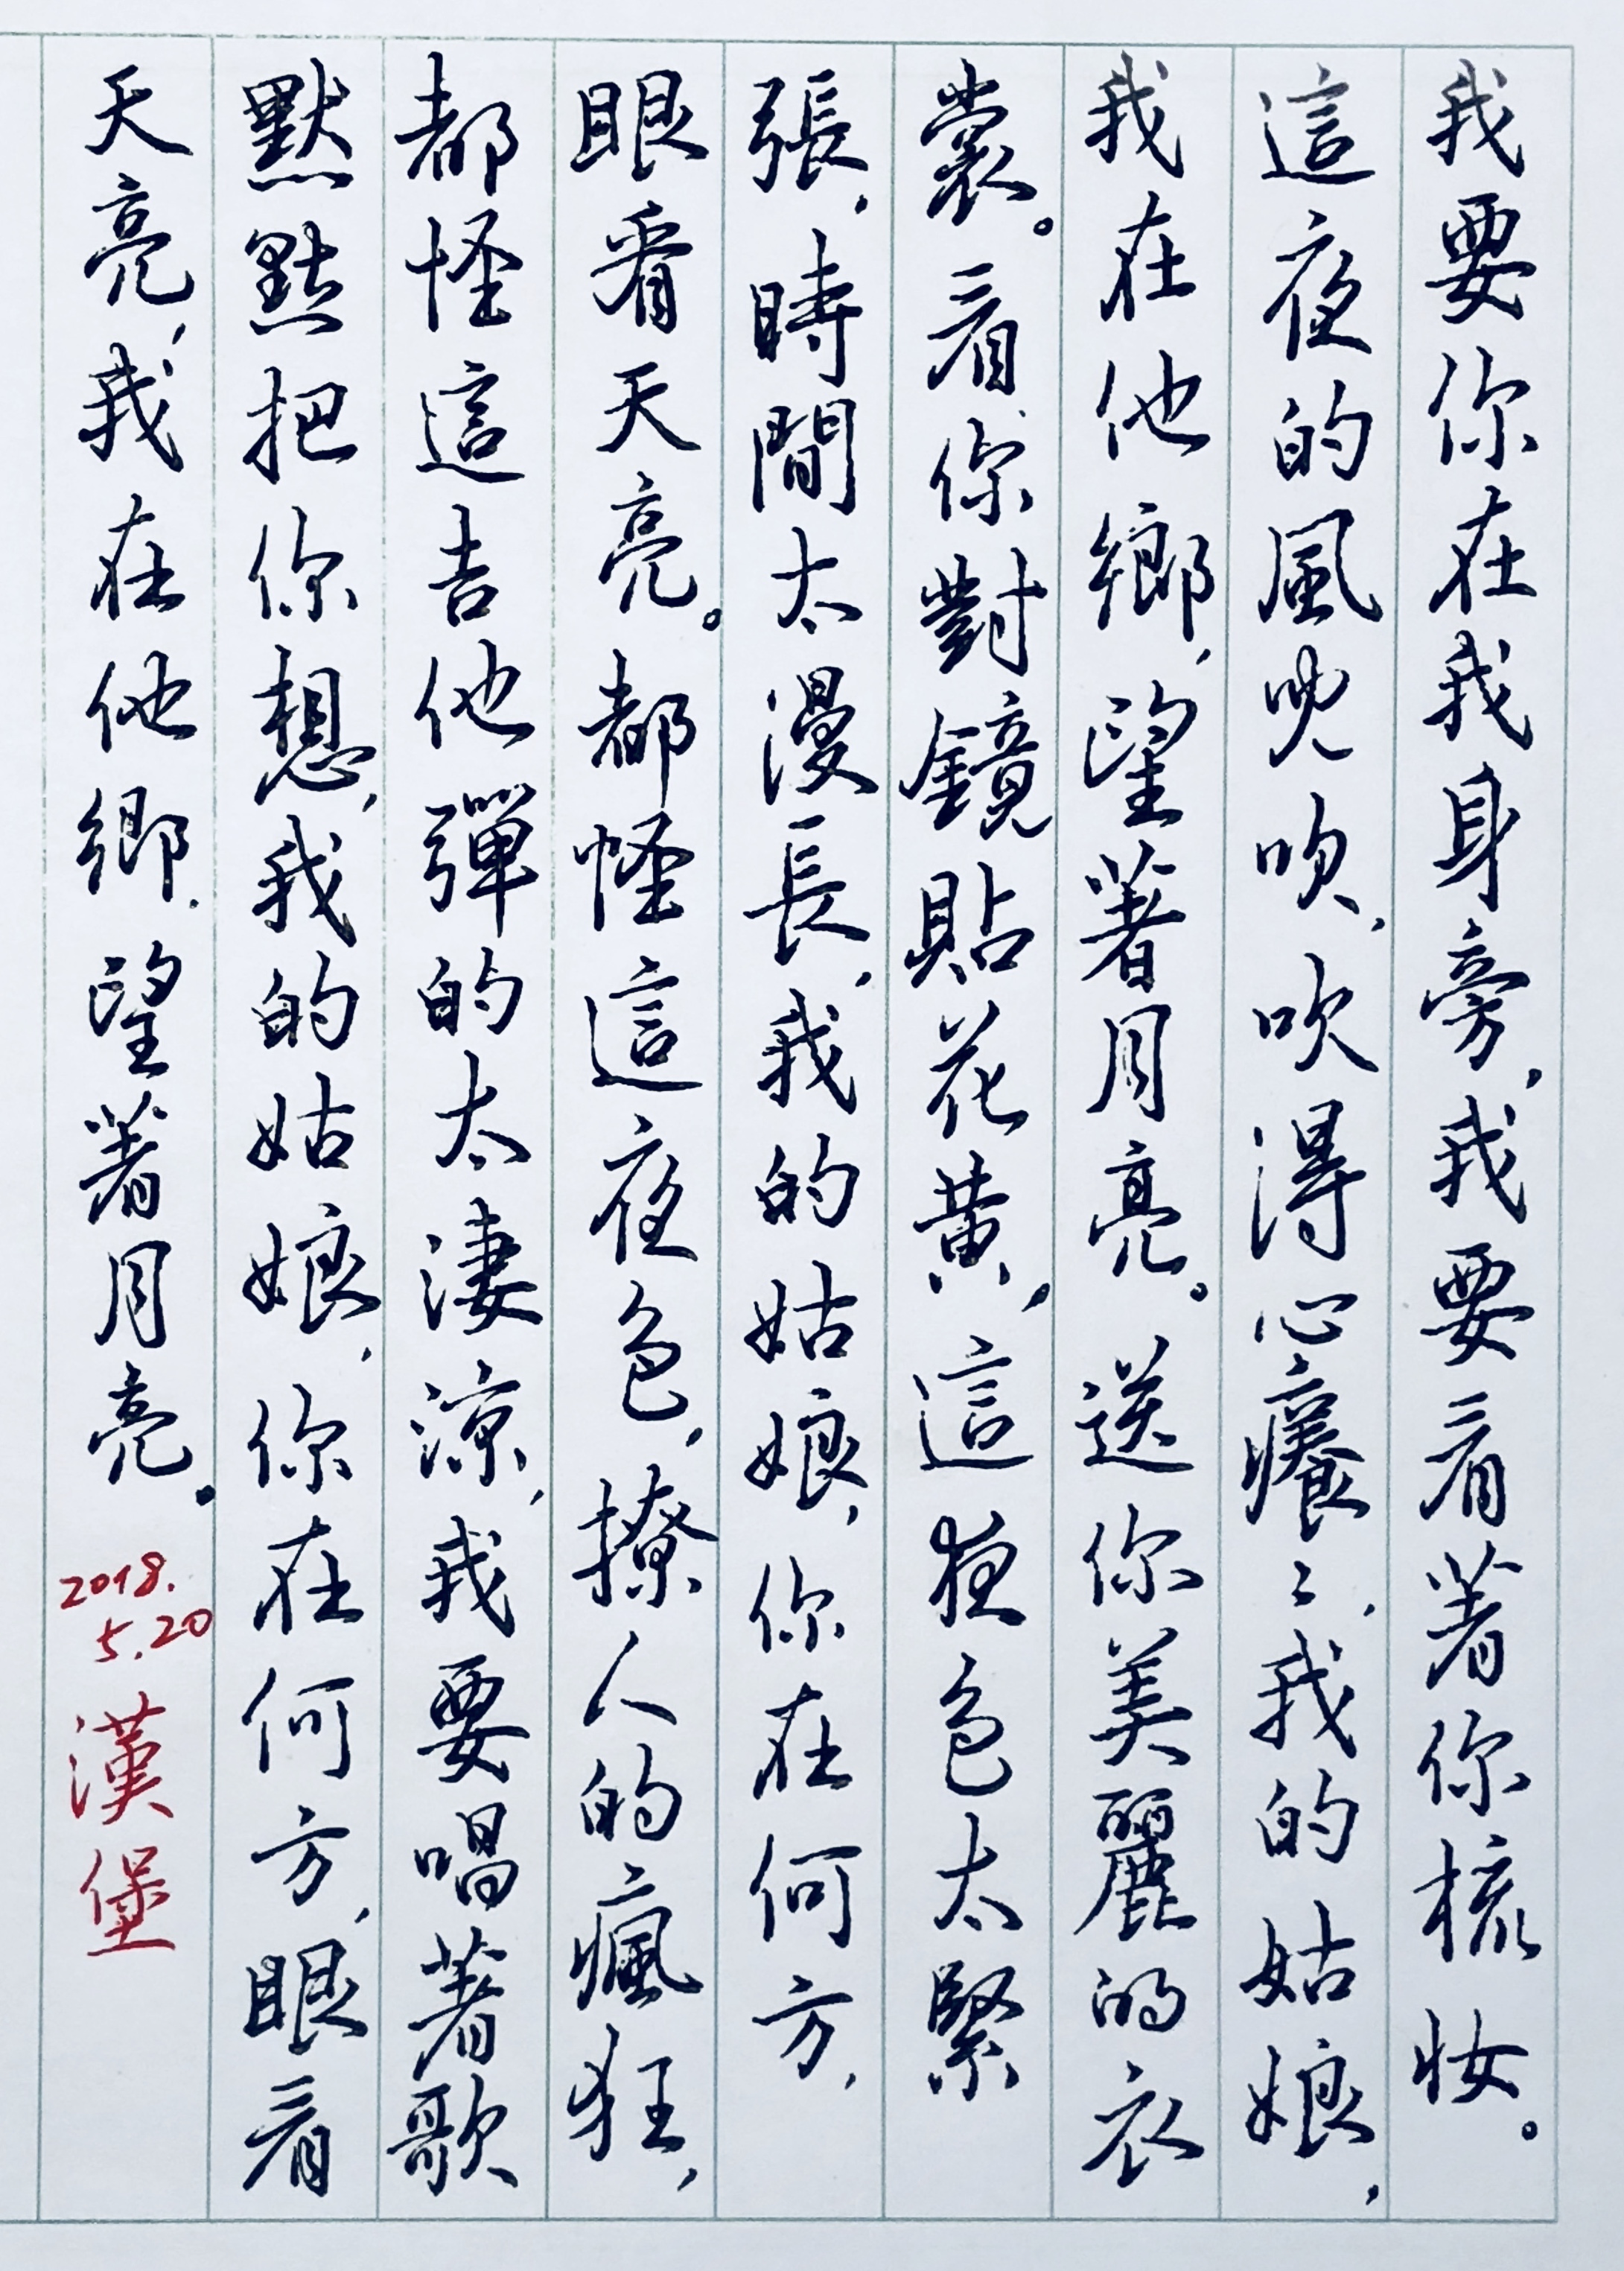 我要你在我身旁,我要看著你梳妝。
這夜的風兒吹,吹得心癢々,我的姑娘,
我在他鄉,望著月亮。送你美麗的衣
裳。看你對鏡貼花黃,這夜色太緊
張,時間太漫長,我的姑娘,你在何方,
眼看天亮。都怪這夜色,撩人的瘋狂,
都怪這吉他彈的太淒涼,我要唱著歌
默默把你想,我的姑娘,你在何方,眼看
天亮,我在他鄉.望著月亮。
2018.
5.20
漢堡